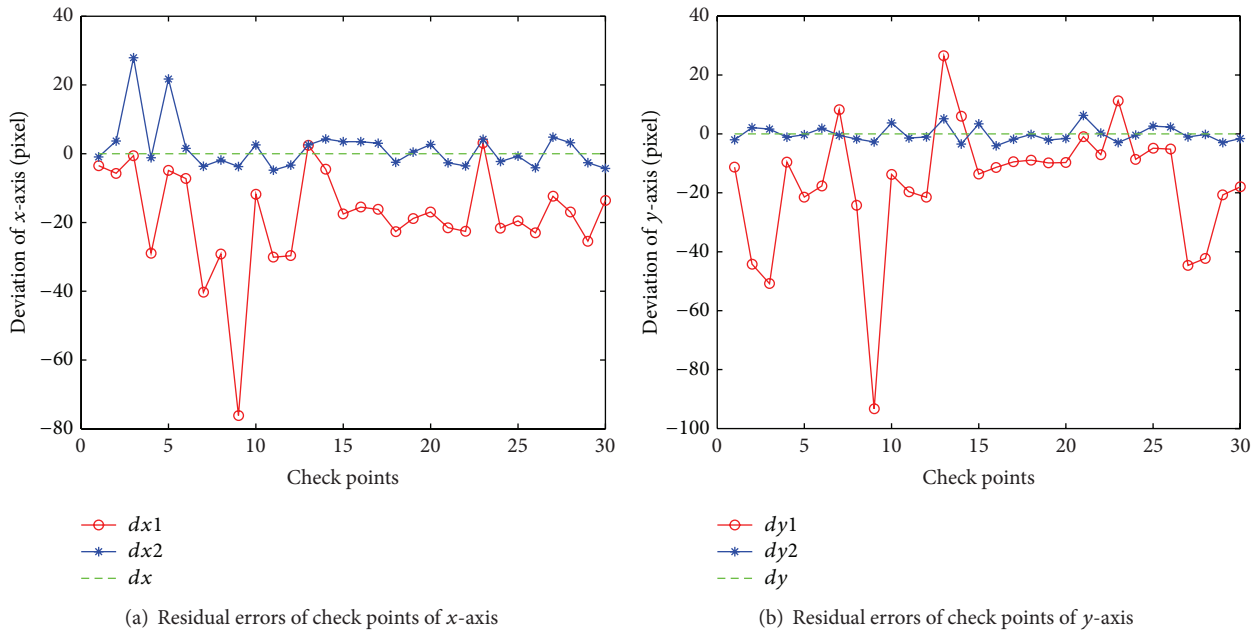 40
20
0
−20
−40
−60
−80
0
5
10
15
20
25
30
Deviation of x-axis (pixel)
Check points
dx1
dx2
dx
(a) Residual errors of check points of x-axis
40
20
0
−20
−40
−60
−80
−100
0
5
10
15
20
25
30
Deviation of y-axis (pixel)
Check points
dy1
dy2
dy
(b) Residual errors of check points of y-axis